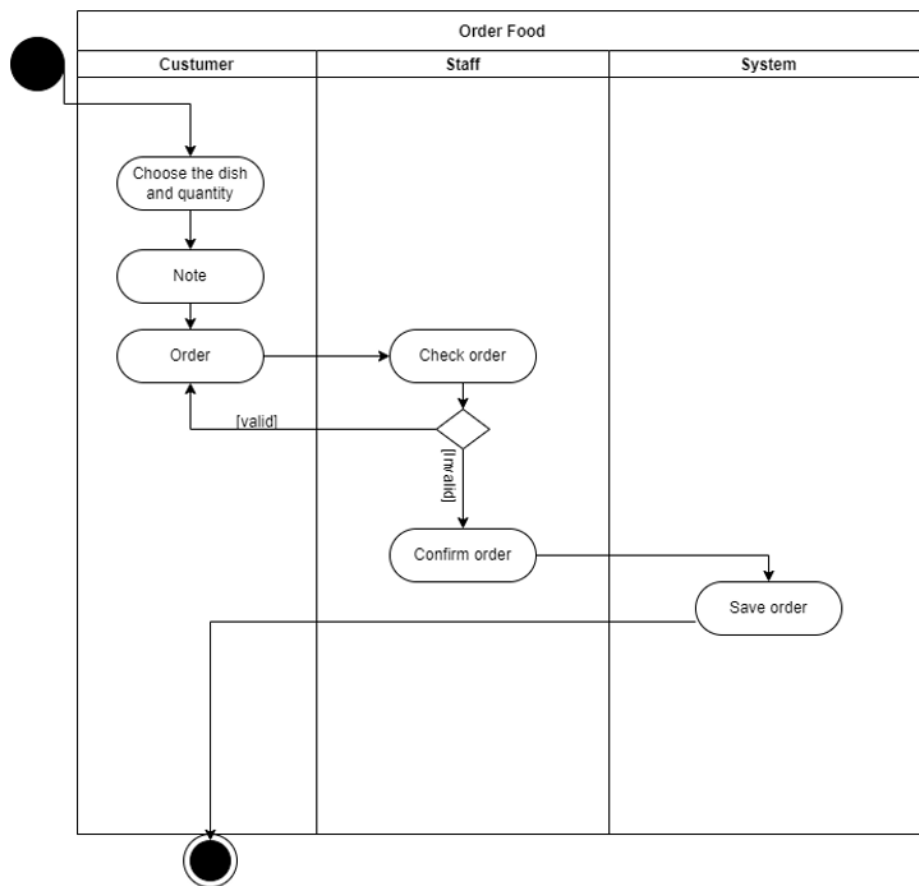 Order Food
Custumer
Staff
System
Choose the dish
and quantity
Note
Order
Check order
[valid]
[Invalid]
Confirm order
Save order